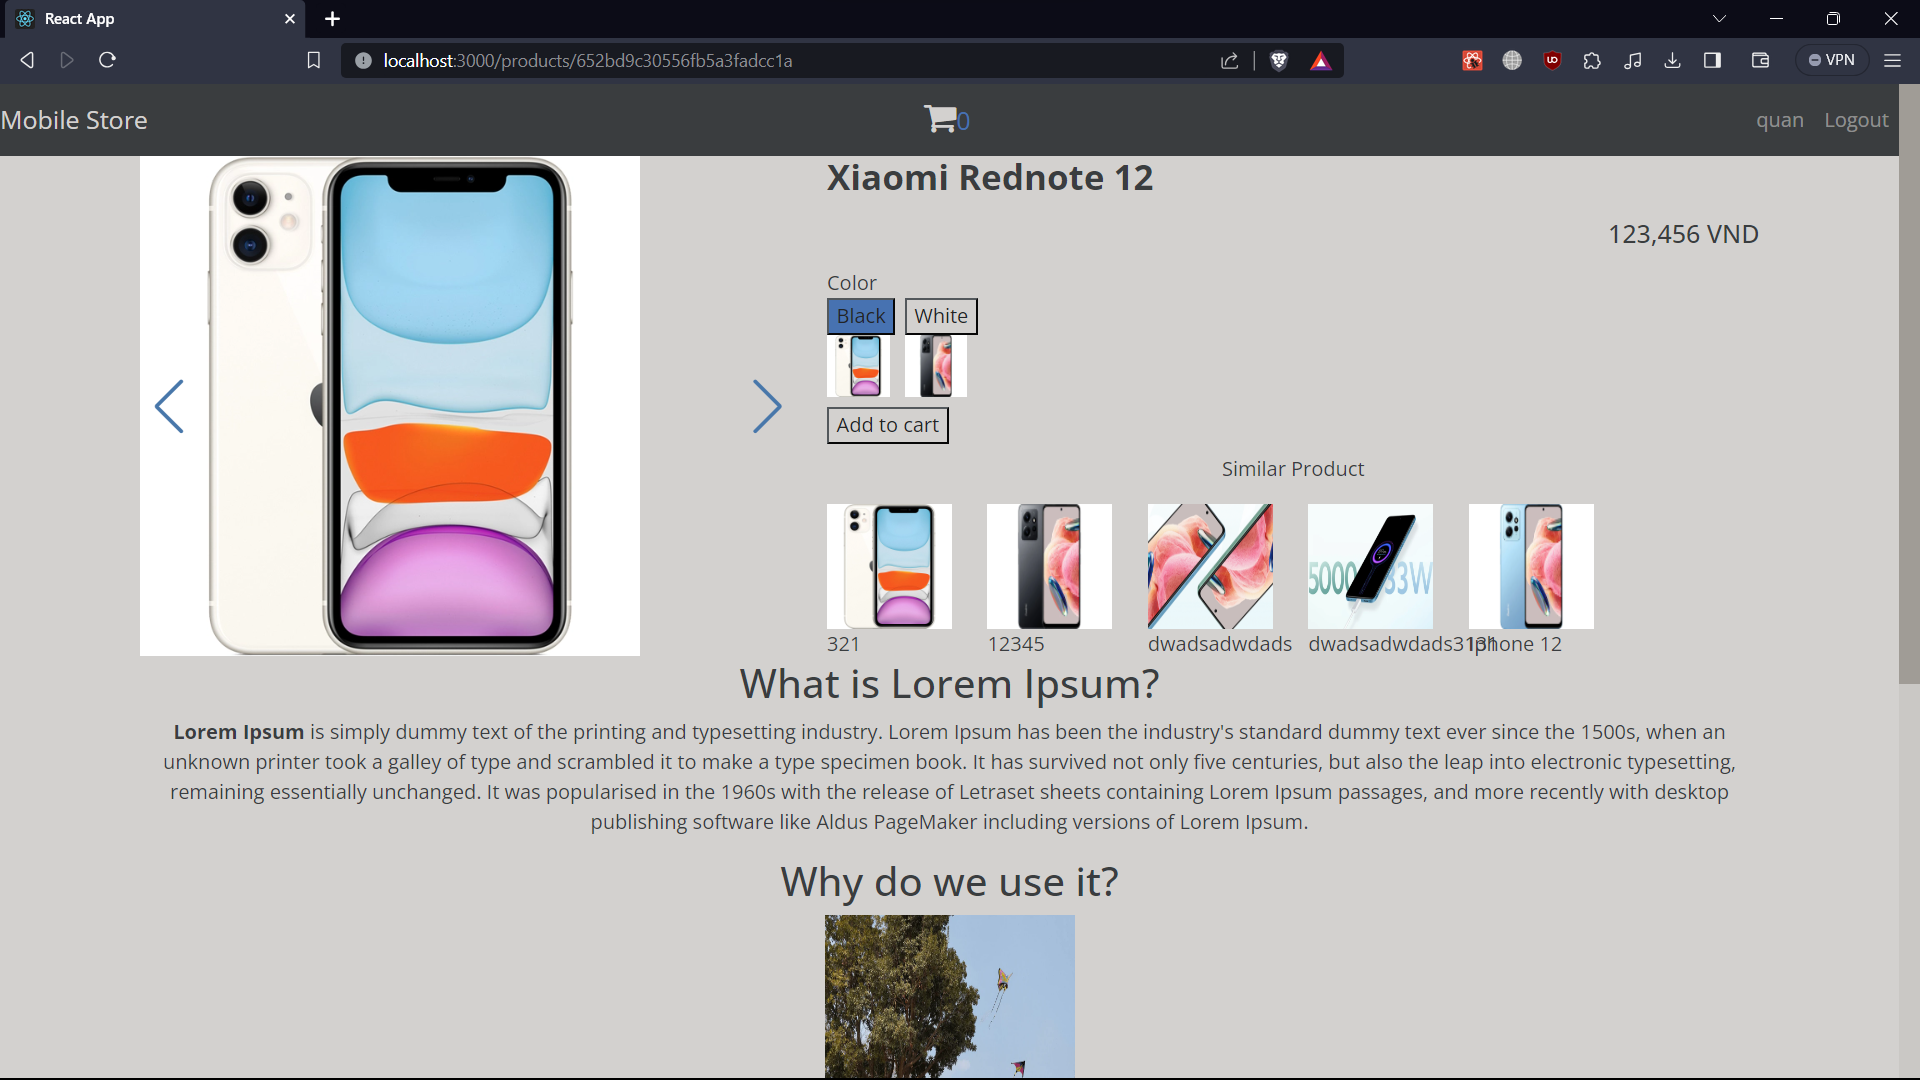 React App
localhost:3000/products/652bd9c30556fb5a3fadcc1a
VPN
Mobile Store
0
quan Logout
Xiaomi Rednote 12
123,456 VND
Color
Black White
Add to cart
Similar Product
5000 33W
321 12345 dwadsadwdads dwadsadwdads3131 Iphone 12
What is Lorem Ipsum?
Lorem Ipsum is simply dummy text of the printing and typesetting industry. Lorem Ipsum has been the industry's standard dummy text ever since the 1500s, when an
unknown printer took a galley of type and scrambled it to make a type specimen book. It has survived not only five centuries, but also the leap into electronic typesetting,
remaining essentially unchanged. It was popularised in the 1960s with the release of Letraset sheets containing Lorem Ipsum passages, and more recently with desktop
publishing software like Aldus PageMaker including versions of Lorem Ipsum.
Why do we use it?